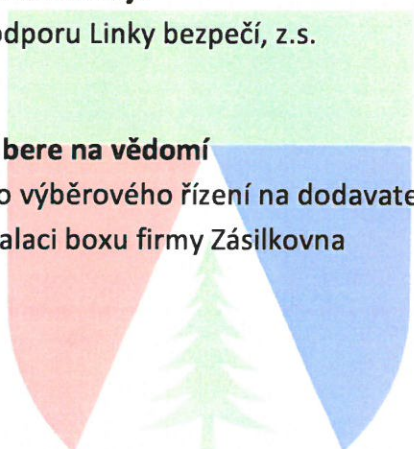 odporu Linky bezpečí, z.s.
bere na vědomí
o výběrového řízení na dodavate
alaci boxu firmy Zásilkovna